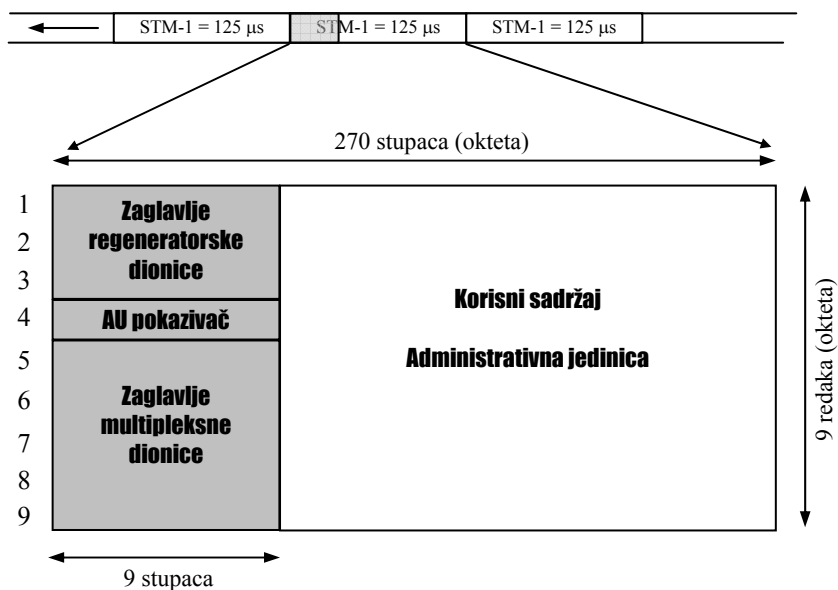 STM-1 = 125 μs
STM-1 = 125 μs
STM-1 = 125 μs
270 stupaca (okteta)
1
2
3
4
5
6
7
8
9
Zaglavlje
regeneratorske
dionice
AU pokazivač
Zaglavlje
multipleksne
dionice
Korisni sadržaj
Administrativna jedinica
9 redaka (okteta)
9 stupaca